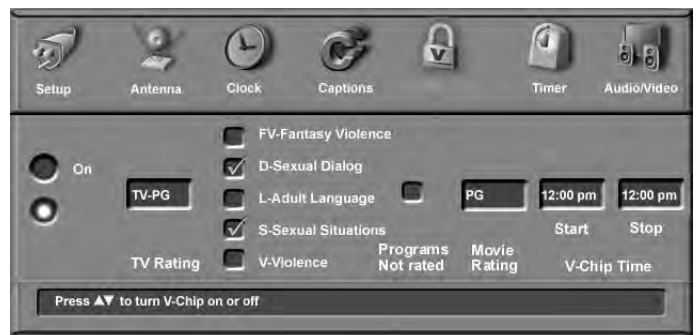 Setup Antenna Clock Captions V Timer Audio/Video
FV-Fantasy Violence
On
D-Sexual Dialog
TV-PG
L-Adult Language
PG
12:00 pm
12:00 pm
S-Sexual Situations
Start
Stop
TV Rating
V-Violence
Programs
Not rated
Movie
Rating
V-Chip Time
Press ▲▼ to turn V-Chip on or off